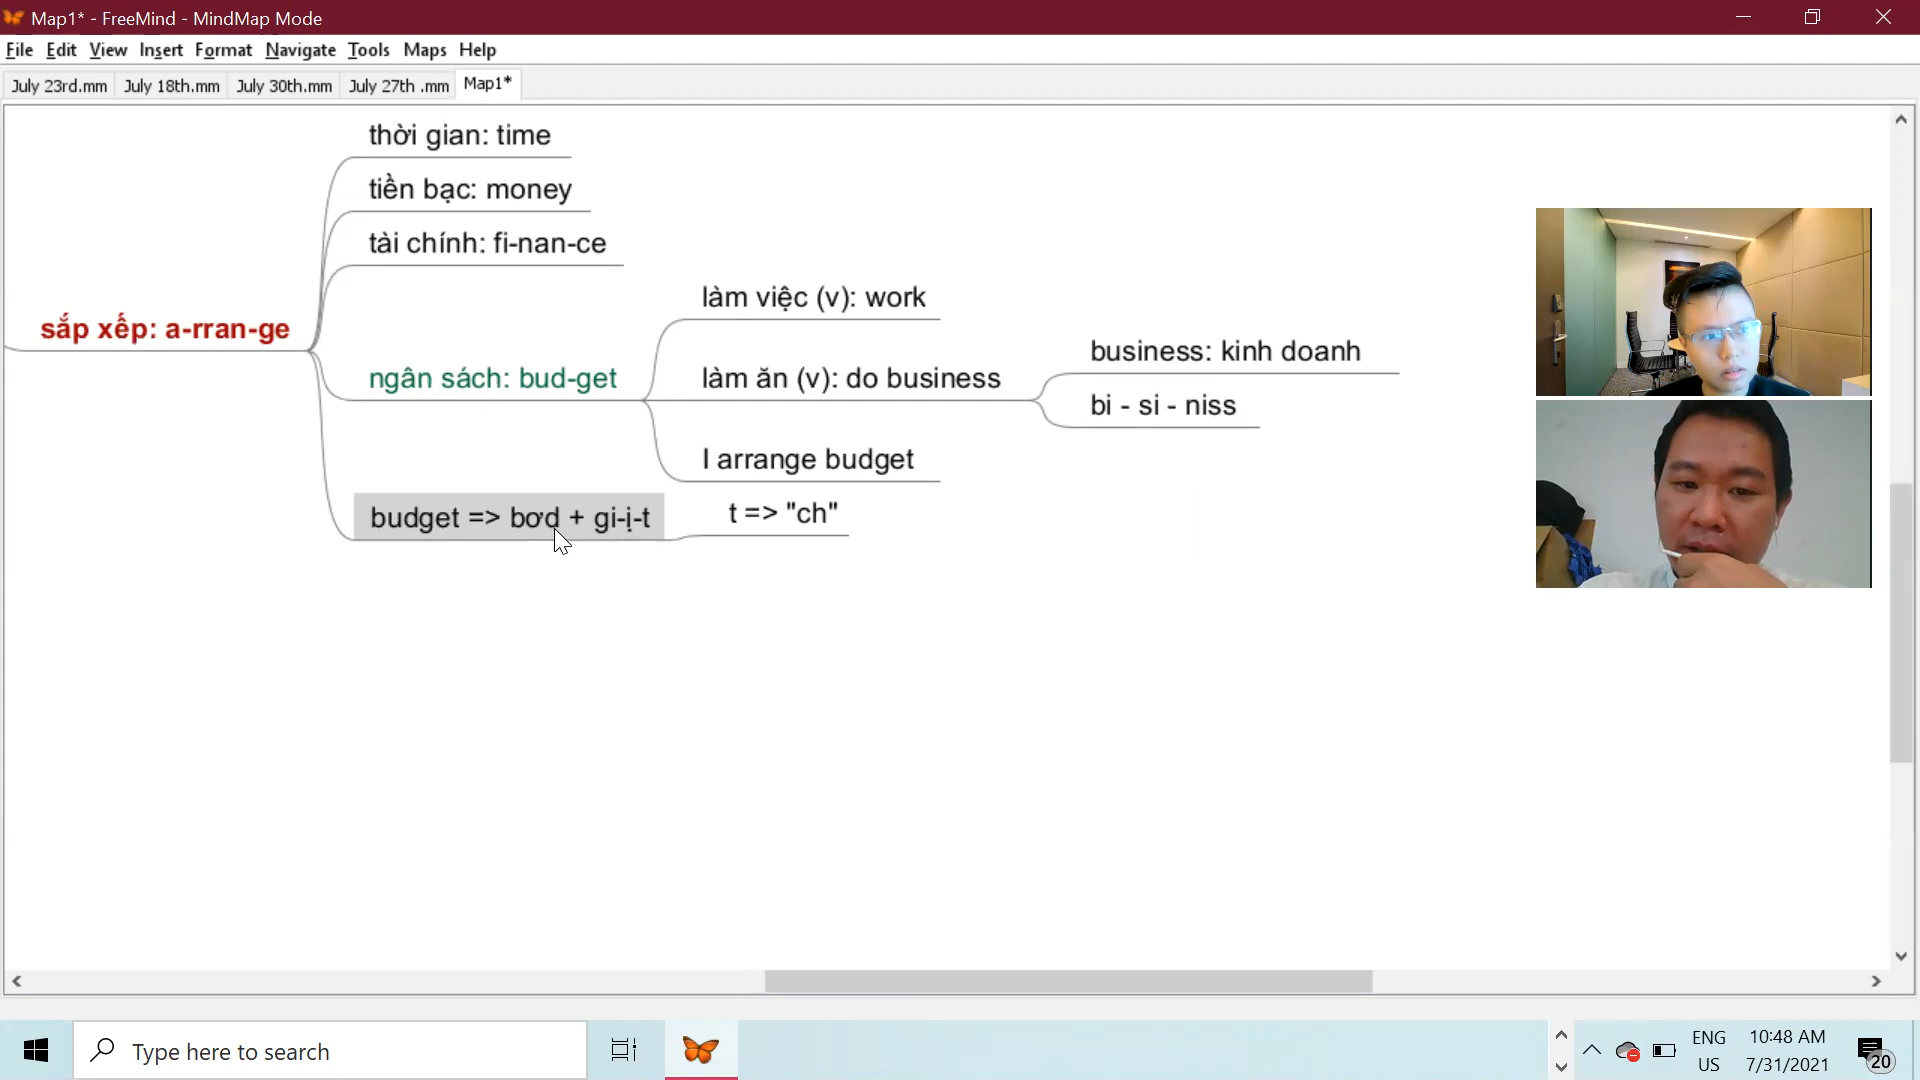 Map1* - FreeMind - MindMap Mode
File Edit View Insert Format Navigate Tools Maps Help
July 23rd.mm July 18th.mm July 30th.mm July 27th .mm Map1*
thời gian: time
tiền bạc: money
tài chính: fi-nan-ce
làm việc (v): work
sắp xếp: a-rran-ge
business: kinh doanh
ngân sách: bud-get
làm ăn (v): do business
bi - si - niss
I arrange budget
budget => bơd + gi-ị-t
t => "ch"
Type here to search
ENG
US
10:48 AM
7/31/2021
20